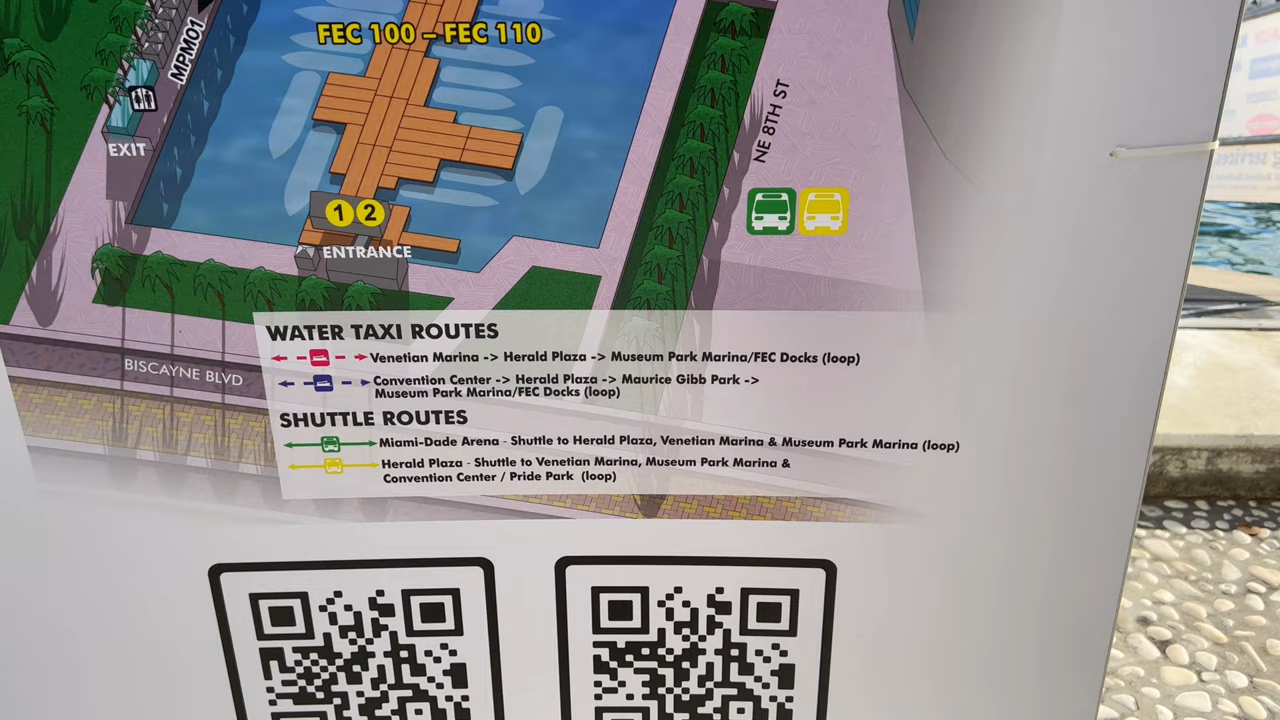 FEC 100 – FEC 110
MPM01
EXIT
NE 8TH ST
1 2
ENTRANCE
BISCAYNE BLVD
WATER TAXI ROUTES
Venetian Marina -> Herald Plaza -> Museum Park Marina/FEC Docks (loop)
Convention Center -> Herald Plaza -> Maurice Gibb Park ->
Museum Park Marina/FEC Docks (loop)
SHUTTLE ROUTES
Miami-Dade Arena - Shuttle to Herald Plaza, Venetian Marina & Museum Park Marina (loop)
Herald Plaza - Shuttle to Venetian Marina, Museum Park Marina &
Convention Center / Pride Park (loop)